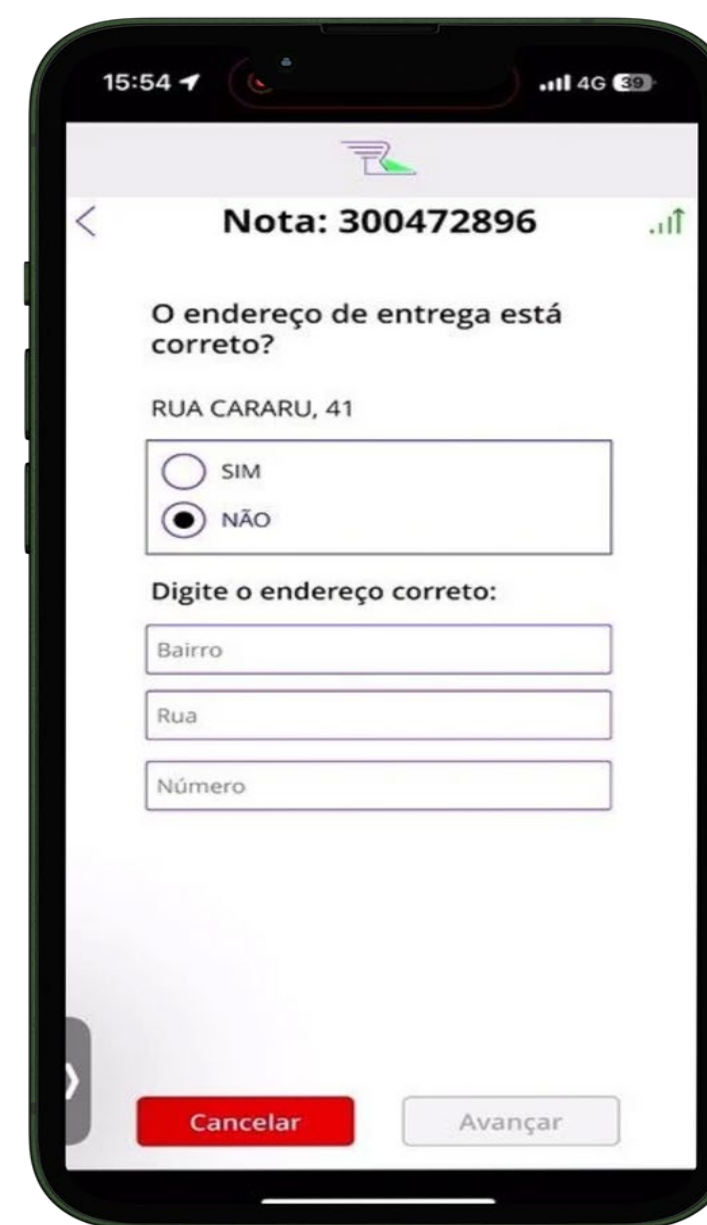 15:54
4G 39
Nota: 300472896
O endereço de entrega está
correto?
RUA CARARU, 41
SIM
NÃO
Digite o endereço correto:
Bairro
Rua
Número
Cancelar
Avançar